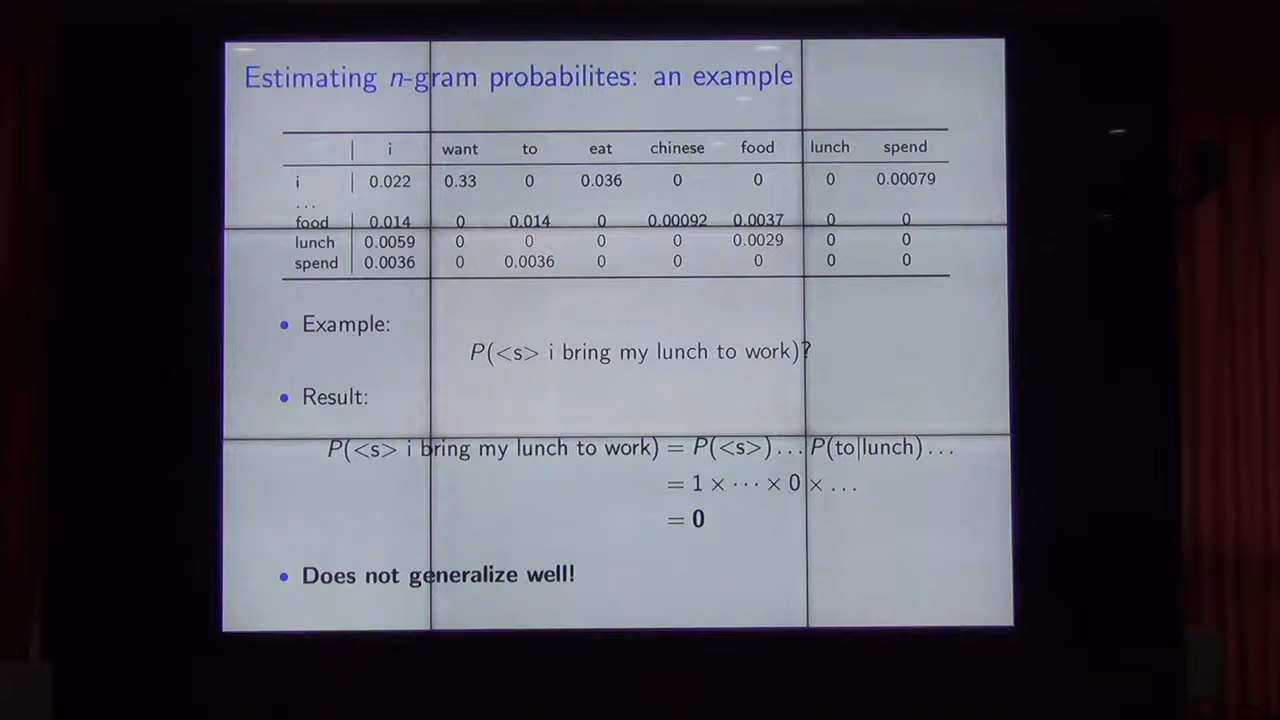 Estimating n-gram probabilites: an example
| i want to eat chinese food lunch spend
i | 0.022 0.33 0 0.036 0 0 0 0.00079
...
food | 0.014 0 0.014 0 0.00092 0.0037 0 0
lunch | 0.0059 0 0 0 0 0.0029 0 0
spend | 0.0036 0 0.0036 0 0 0 0 0
• Example:
P(<s> i bring my lunch to work)?
• Result:
P(<s> i bring my lunch to work) = P(<s>)...P(to|lunch)...
= 1 × ⋯ × 0 × ...
= 0
• Does not generalize well!